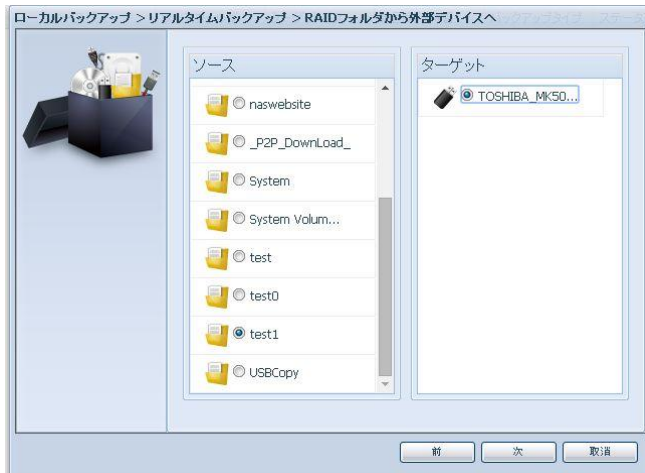 ローカルバックアップ >リアルタイムバックアップ >RAIDフォルダから外部デバイスへ
ソース
naswebsite
_P2P_DownLoad_
System
System Volum...
test
test0
test1
USBCopy
ターゲット
TOSHIBA_MK50...
前
次
取消